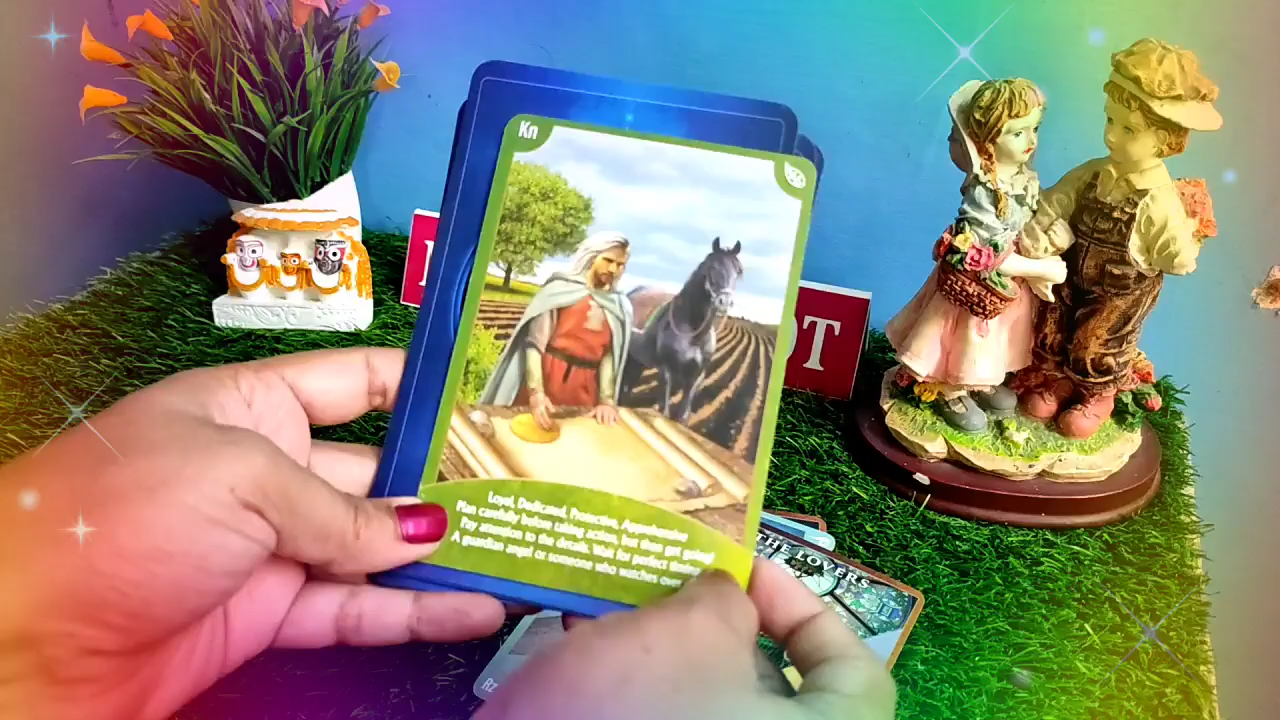 Kn
OT
Loyal, Dedicated, Protective, Apprehensive
Plan carefully before taking action, but then get going!
Pay attention to the details. Wait for perfect timing
A guardian angel or someone who watches over
THE LOVERS